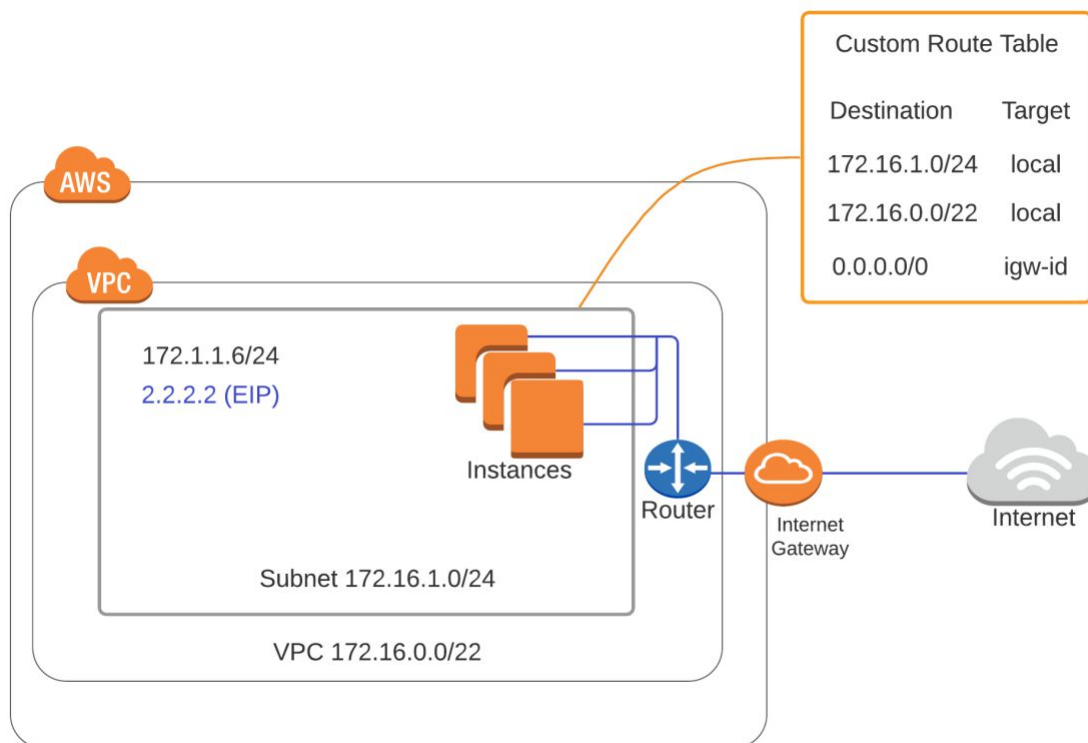 Custom Route Table
Destination Target
172.16.1.0/24 local
172.16.0.0/22 local
0.0.0.0/0 igw-id
AWS
VPC
172.1.1.6/24
2.2.2.2 (EIP)
Instances
Router
Internet
Gateway
Internet
Subnet 172.16.1.0/24
VPC 172.16.0.0/22